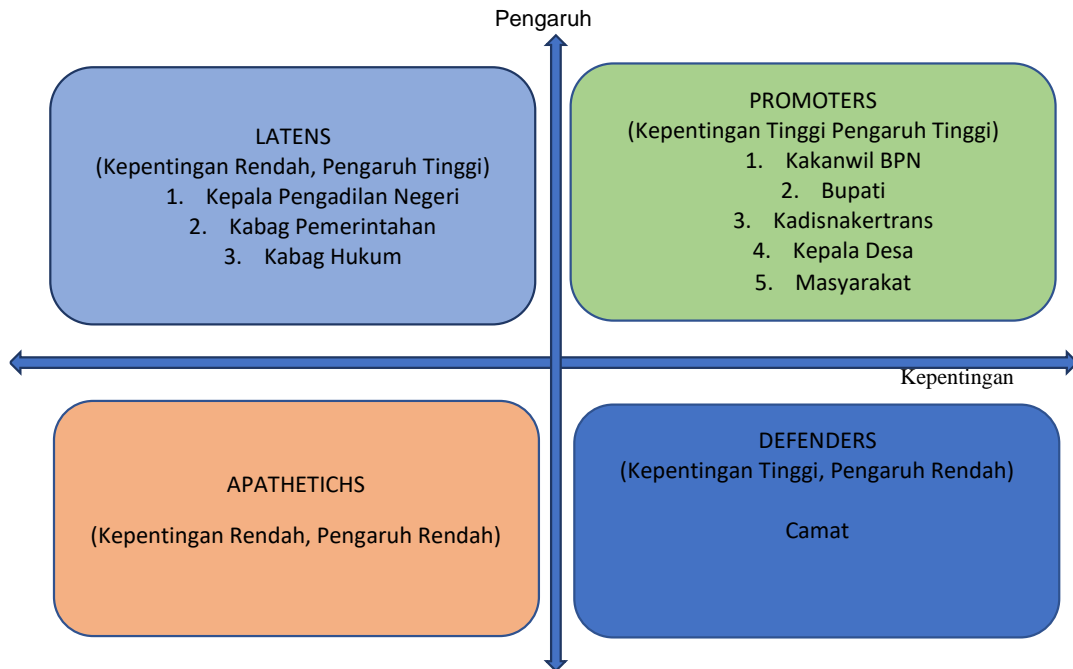 Pengaruh
LATENS
(Kepentingan Rendah, Pengaruh Tinggi)
1. Kepala Pengadilan Negeri
2. Kabag Pemerintahan
3. Kabag Hukum
PROMOTERS
(Kepentingan Tinggi Pengaruh Tinggi)
1. Kakanwil BPN
2. Bupati
3. Kadisnakertrans
4. Kepala Desa
5. Masyarakat
Kepentingan
APATHETICHS
(Kepentingan Rendah, Pengaruh Rendah)
DEFENDERS
(Kepentingan Tinggi, Pengaruh Rendah)
Camat